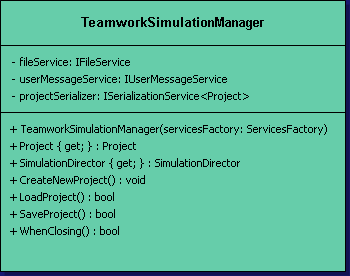 TeamworkSimulationManager
- fileService: IFileService
- userMessageService: IUserMessageService
- projectSerializer: ISerializationService<Project>
+ TeamworkSimulationManager(servicesFactory: ServicesFactory)
+ Project { get; } : Project
+ SimulationDirector { get; } : SimulationDirector
+ CreateNewProject() : void
+ LoadProject() : bool
+ SaveProject() : bool
+ WhenClosing() : bool